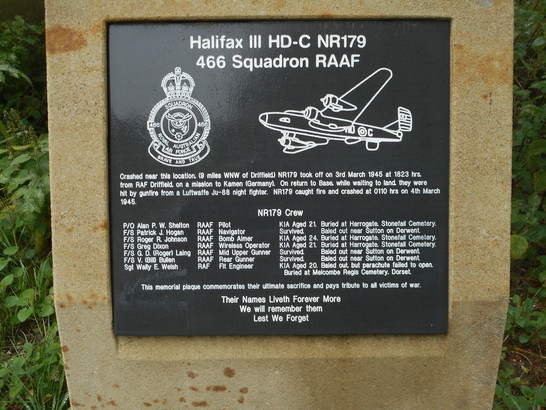 Halifax III HD-C NR179
466 Squadron RAAF
SQUADRON
466 466
ROYAL AUSTRALIAN
AIR FORCE
BRAVE AND TRUE
C
Crashed near this location, (9 miles WNW of Driffield) NR179 took off on 3rd March 1945 at 1823 hrs.
from RAF Driffield, on a mission to Kamen (Germany). On return to Base, while waiting to land, they were
hit by gunfire from a Luftwaffe Ju-88 night fighter. NR179 caught fire and crashed at 0110 hrs on 4th March
1945.
NR179 Crew
P/O Alan P. W. Shelton RAAF Pilot KIA Aged 21. Buried at Harrogate, Stonefall Cemetery.
F/S Patrick J. Hogan RAAF Navigator Survived. Baled out near Sutton on Derwent.
F/S Roger R. Johnson RAAF Bomb Aimer KIA Aged 24. Buried at Harrogate, Stonefall Cemetery.
F/S Greg Dixon RAAF Wireless Operator KIA Aged 21. Buried at Harrogate, Stonefall Cemetery.
F/S G. D. (Roger) Laing RAAF Mid Upper Gunner Survived. Baled out near Sutton on Derwent.
F/S V. (Bill) Bullen RAAF Rear Gunner Survived. Baled out near Sutton on Derwent.
Sgt Wally E. Welsh RAF Flt Engineer KIA Aged 20. Baled out, but parachute failed to open.
Buried at Melcombe Regis Cemetery, Dorset.
This memorial plaque commemorates their ultimate sacrifice and pays tribute to all victims of war.
Their Names Liveth Forever More
We will remember them
Lest We Forget